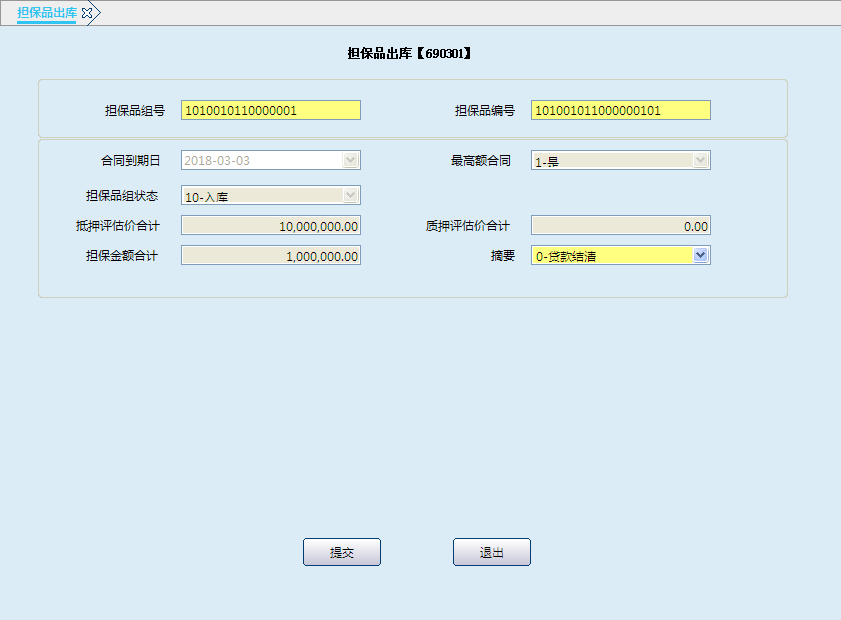 担保品出库
担保品出库【690301】
担保品组号 1010010110000001 担保品编号 101001011000000101
合同到期日 2018-03-03 最高额合同 1-是
担保品组状态 10-入库
抵押评估价合计 10,000,000.00 质押评估价合计 0.00
担保金额合计 1,000,000.00 摘要 0-贷款结清
提交 退出